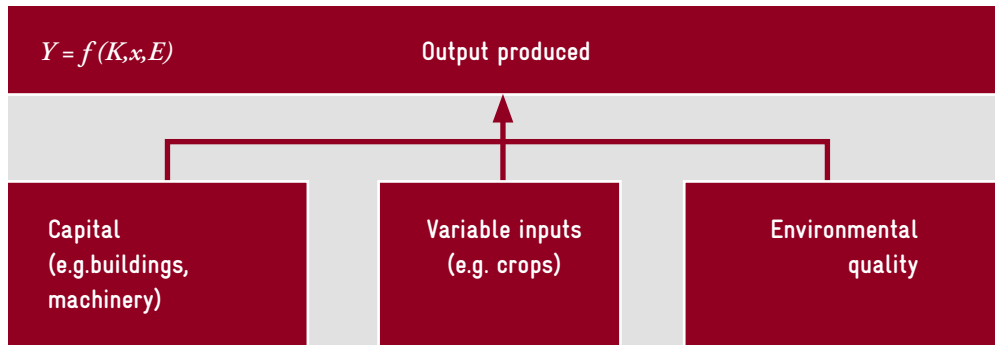 Y = f (K,x,E)
Output produced
Capital
(e.g.buildings,
machinery)
Variable inputs
(e.g. crops)
Environmental
quality